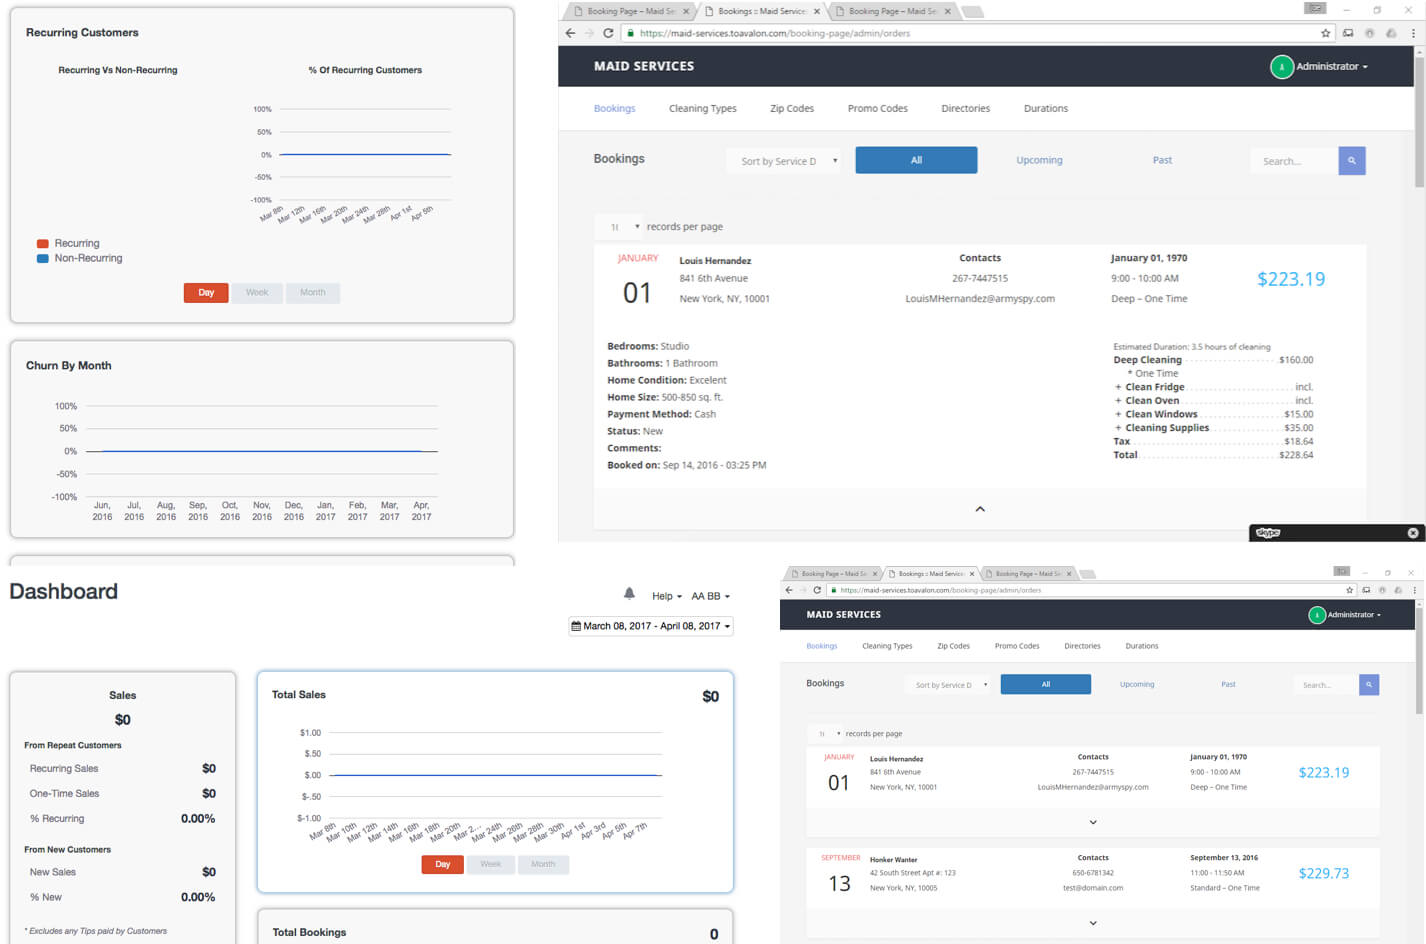 Recurring Customers
Recurring Vs Non-Recurring
% Of Recurring Customers
100%
50%
0%
-50%
-100%
Mar 8th Mar 12th Mar 16th Mar 20th Mar 24th Mar 28th Apr 1st Apr 5th
Recurring
Non-Recurring
Day Week Month
Churn By Month
100%
50%
0%
-50%
-100%
Jun, Jul, Aug, Sep, Oct, Nov, Dec, Jan, Feb, Mar, Apr,
2016 2016 2016 2016 2016 2016 2016 2017 2017 2017 2017
Booking Page – Maid Se Bookings :: Maid Services Booking Page – Maid Se
https://maid-services.toavalon.com/booking-page/admin/orders
MAID SERVICES Administrator
Bookings Cleaning Types Zip Codes Promo Codes Directories Durations
Bookings Sort by Service D All Upcoming Past Search...
records per page
JANUARY
01
Louis Hernandez
841 6th Avenue
New York, NY, 10001
Contacts
267-7447515
LouisMHernandez@armyspy.com
January 01, 1970
9:00 - 10:00 AM
Deep – One Time
$223.19
Bedrooms: Studio
Bathrooms: 1 Bathroom
Home Condition: Excelent
Home Size: 500-850 sq. ft.
Payment Method: Cash
Status: New
Comments:
Booked on: Sep 14, 2016 - 03:25 PM
Estimated Duration: 3.5 hours of cleaning
Deep Cleaning $160.00
* One Time
+ Clean Fridge incl.
+ Clean Oven incl.
+ Clean Windows $15.00
+ Cleaning Supplies $35.00
Tax $18.64
Total $228.64
skype
Dashboard
Help AA BB
March 08, 2017 - April 08, 2017
Sales
$0
From Repeat Customers
Recurring Sales $0
One-Time Sales $0
% Recurring 0.00%
From New Customers
New Sales $0
% New 0.00%
* Excludes any Tips paid by Customers
Total Sales $0
$1.00
$.50
$.00
$-.50
$-1.00
Mar 8th Mar 10th Mar 12th Mar 14th Mar 16th Mar 18th Mar 20th Mar 2... Mar 24th Mar 26th Mar 28th Mar 30th Apr 1st Apr 3rd Apr 5th Apr 7th
Day Week Month
Total Bookings 0
Booking Page – Maid Se Bookings :: Maid Services Booking Page – Maid Se
https://maid-services.toavalon.com/booking-page/admin/orders
MAID SERVICES Administrator
Bookings Cleaning Types Zip Codes Promo Codes Directories Durations
Bookings Sort by Service D All Upcoming Past Search...
records per page
JANUARY
01
Louis Hernandez
841 6th Avenue
New York, NY, 10001
Contacts
267-7447515
LouisMHernandez@armyspy.com
January 01, 1970
9:00 - 10:00 AM
Deep – One Time
$223.19
SEPTEMBER
13
Honker Wanter
42 South Street Apt #: 123
New York, NY, 10005
Contacts
650-6781342
test@domain.com
September 13, 2016
11:00 - 11:50 AM
Standard – One Time
$229.73